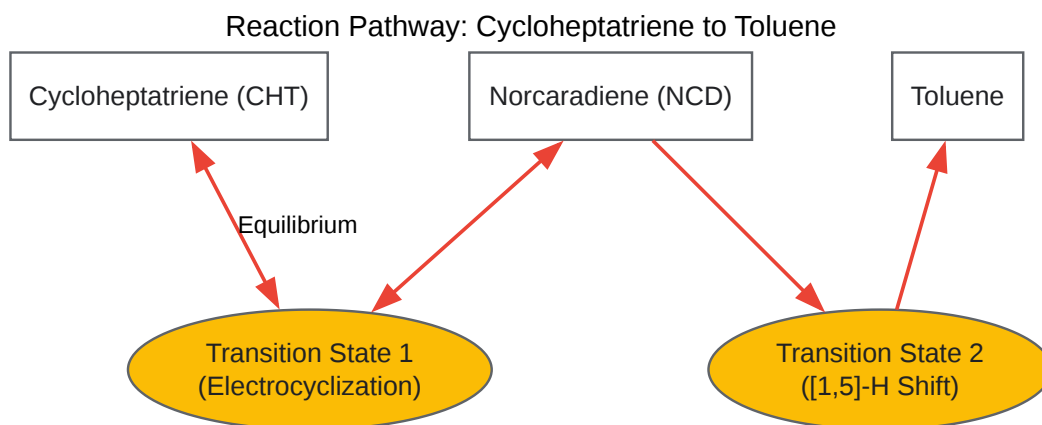 Reaction Pathway: Cycloheptatriene to Toluene
Cycloheptatriene (CHT)
Norcaradiene (NCD)
Toluene
Equilibrium
Transition State 1
(Electrocyclization)
Transition State 2
([1,5]-H Shift)